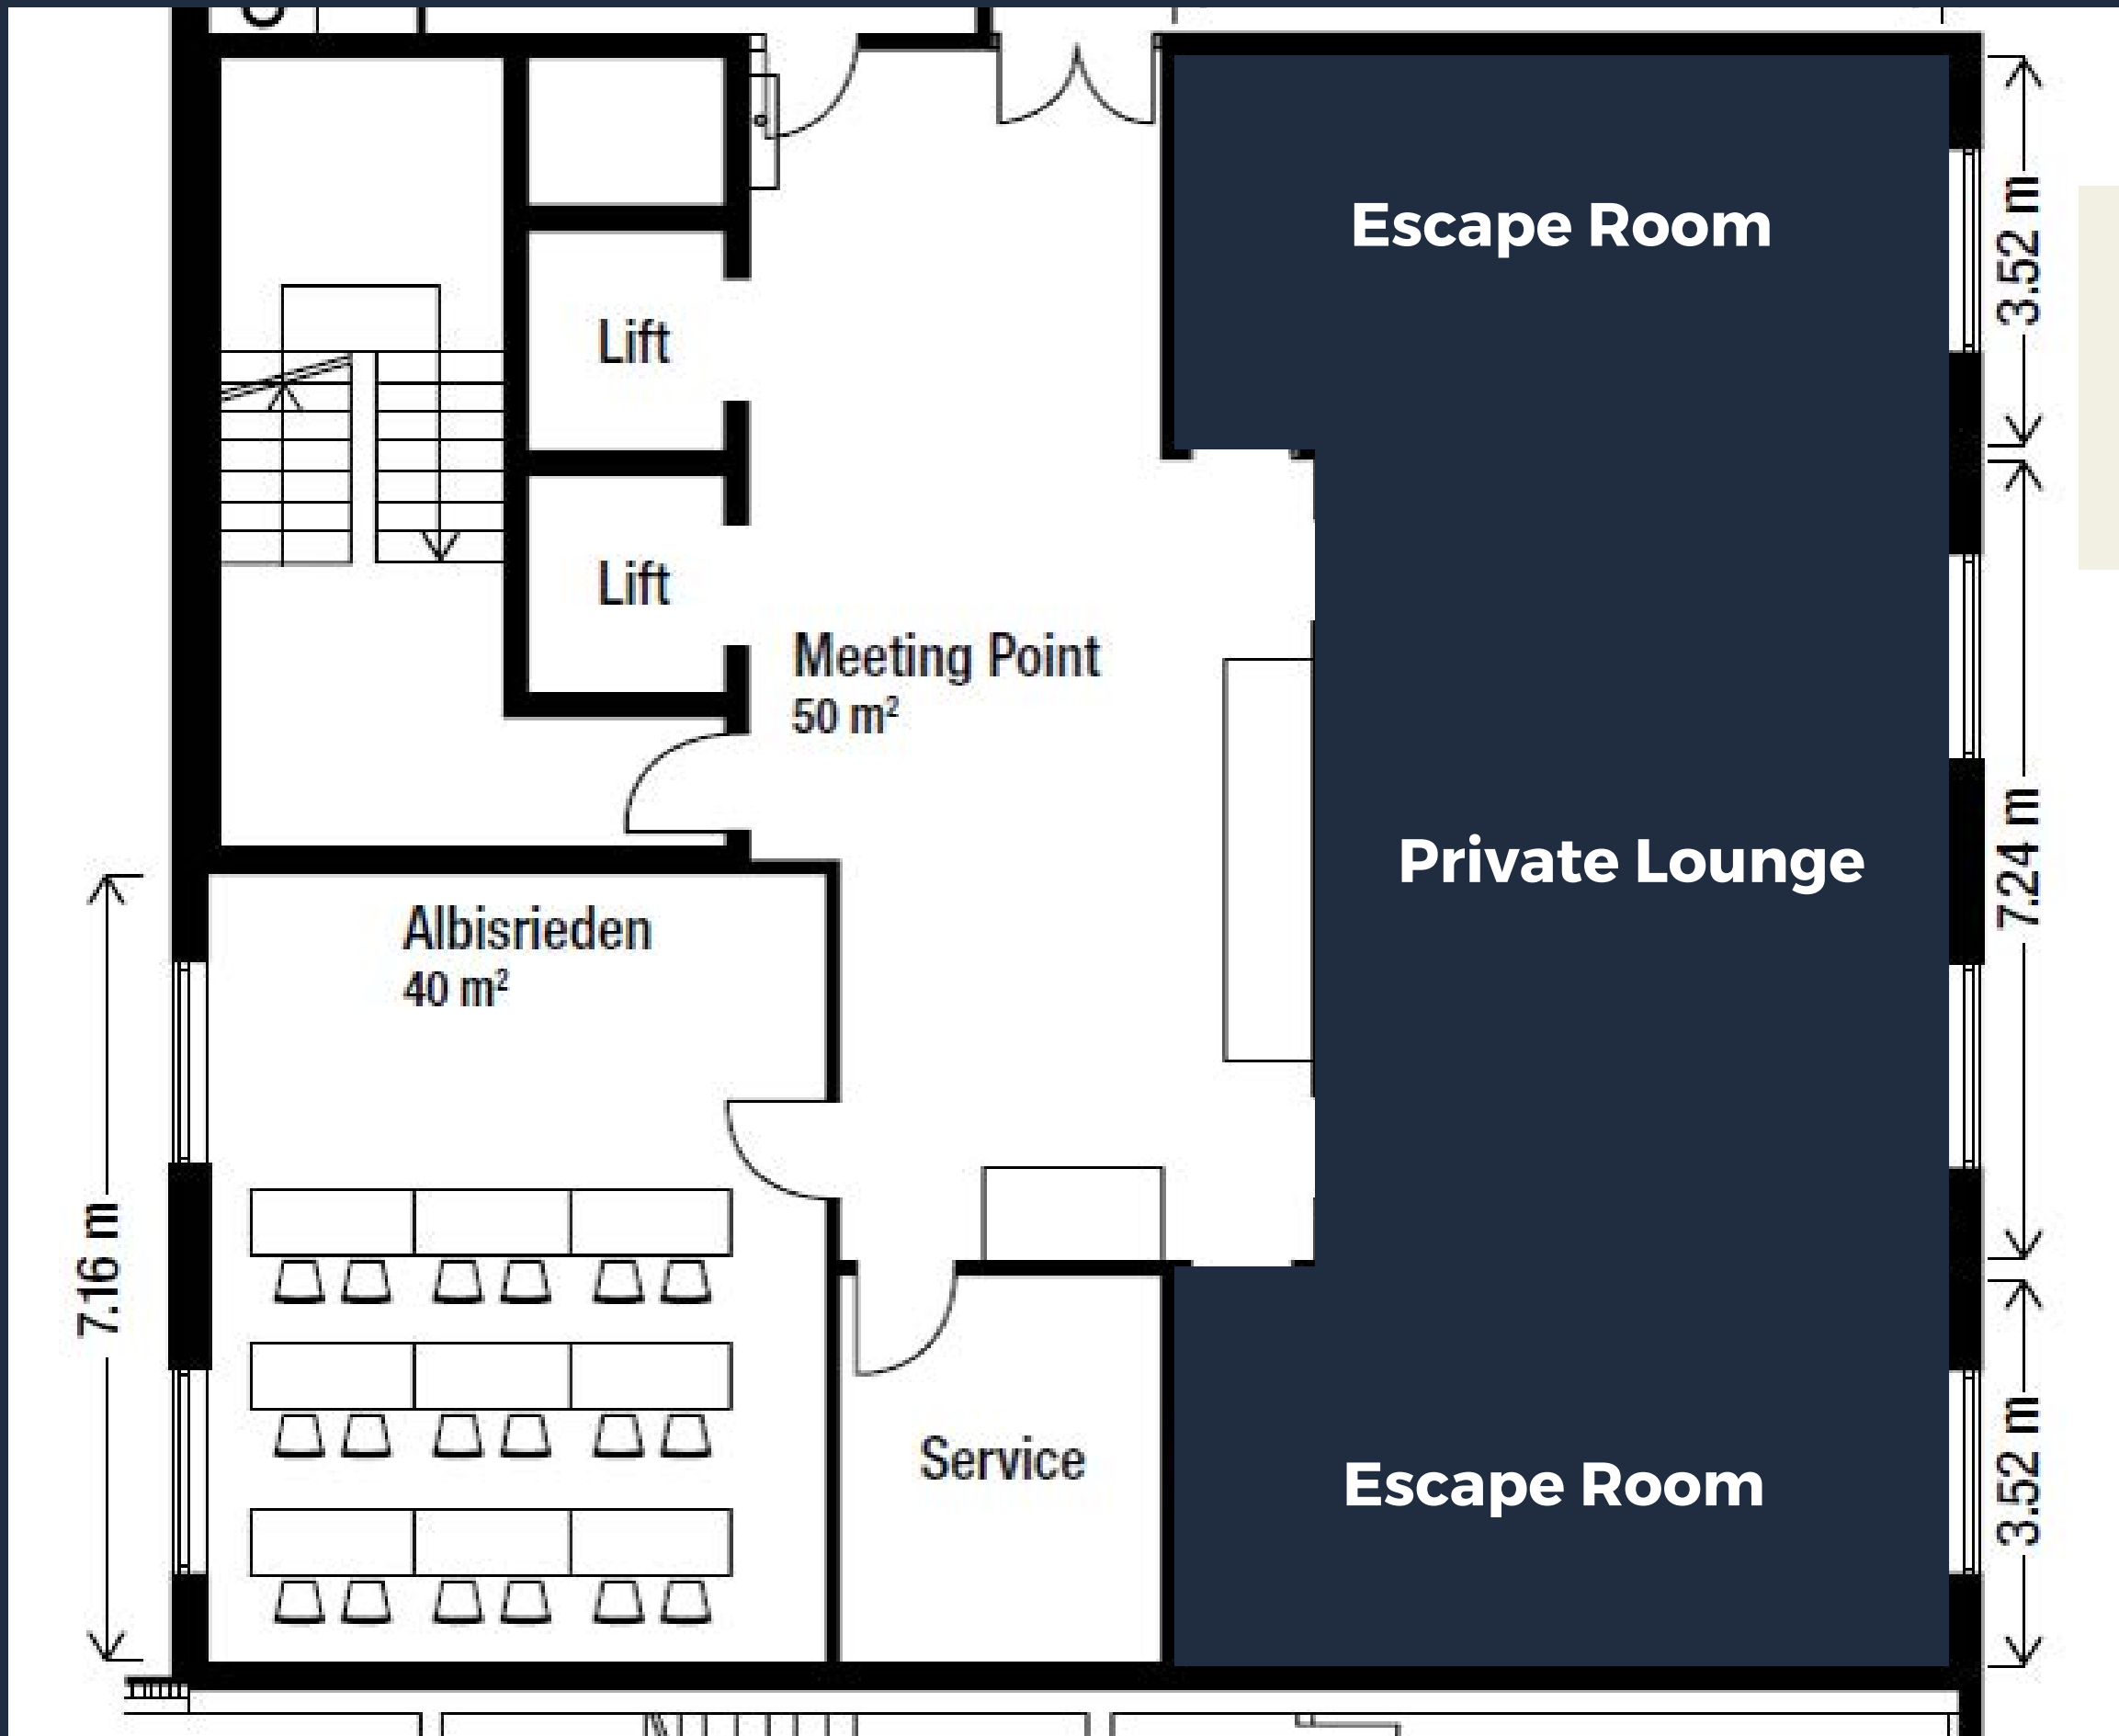 Escape Room
3.52 m
Lift
Lift
Meeting Point
50 m²
Private Lounge
7.24 m
Albisrieden
40 m²
7.16 m
Service
Escape Room
3.52 m